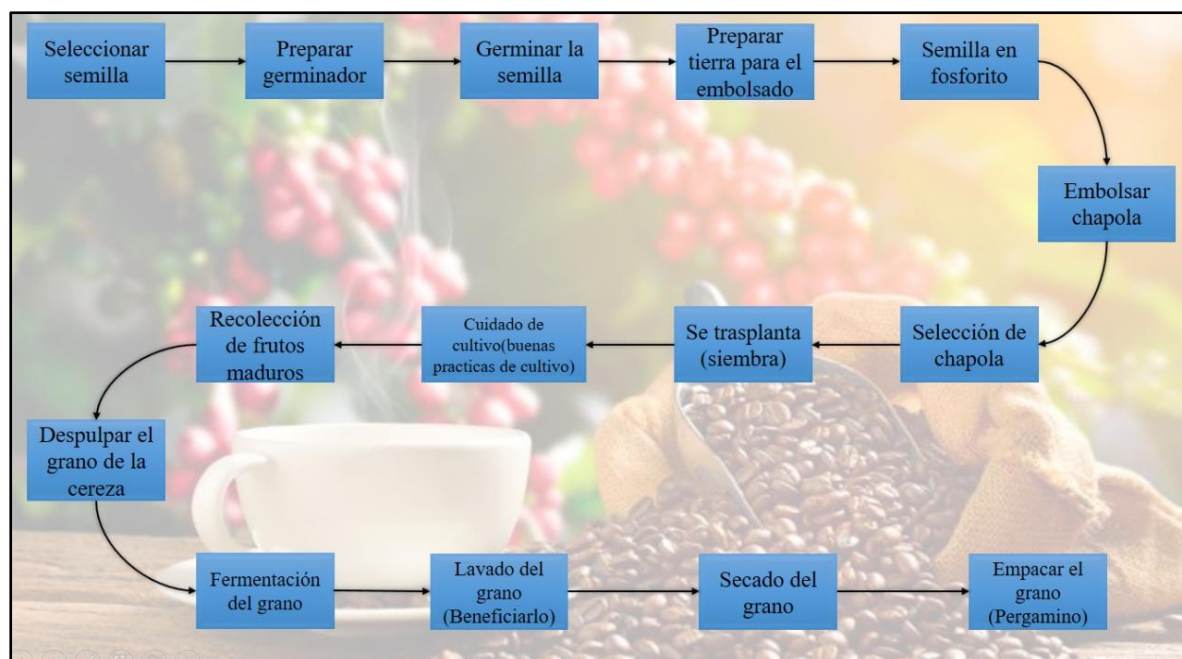 Seleccionar
semilla
Preparar
germinador
Germinar la
semilla
Preparar
tierra para el
embolsado
Semilla en
fosforito
Embolsar
chapola
Selección de
chapola
Se trasplanta
(siembra)
Cuidado de
cultivo(buenas
practicas de cultivo)
Recolección
de frutos
maduros
Despulpar el
grano de la
cereza
Fermentación
del grano
Lavado del
grano
(Beneficiarlo)
Secado del
grano
Empacar el
grano
(Pergamino)